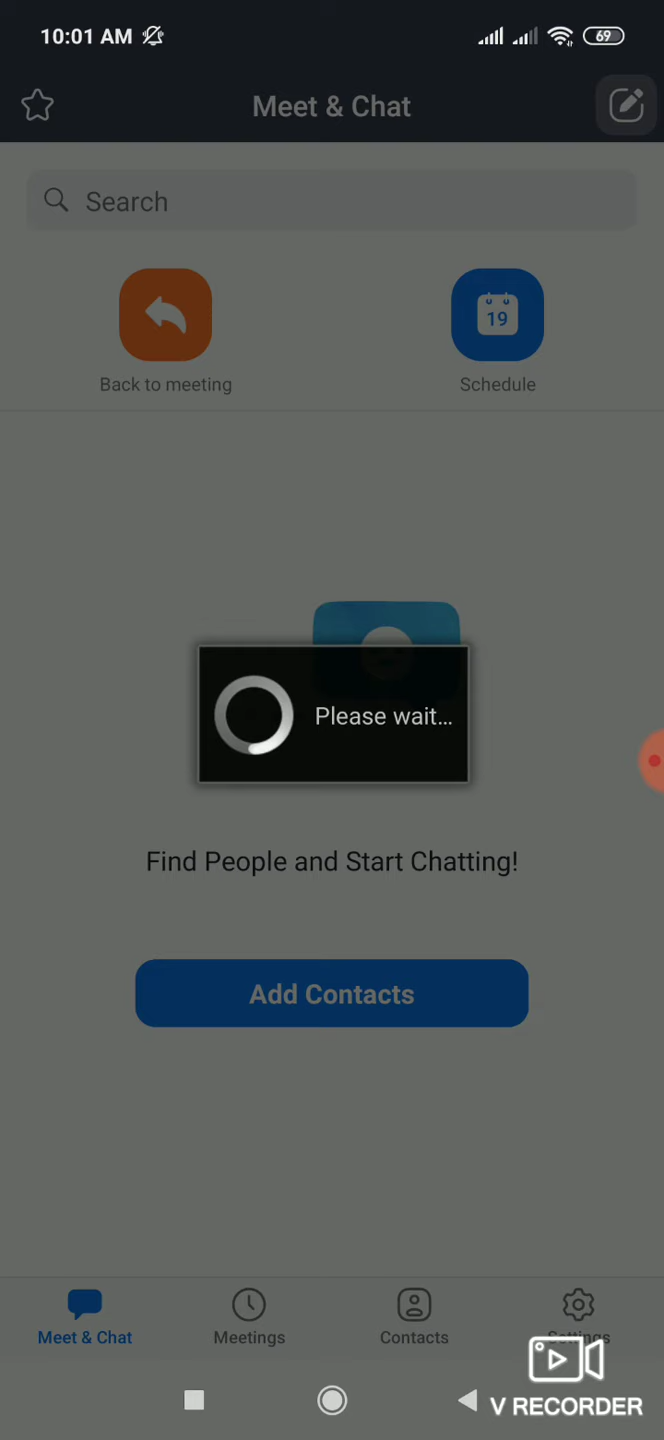 10:01 AM
69
Meet & Chat
Search
19
Back to meeting
Schedule
Please wait...
Find People and Start Chatting!
Add Contacts
Meet & Chat
Meetings
Contacts
Settings
V RECORDER